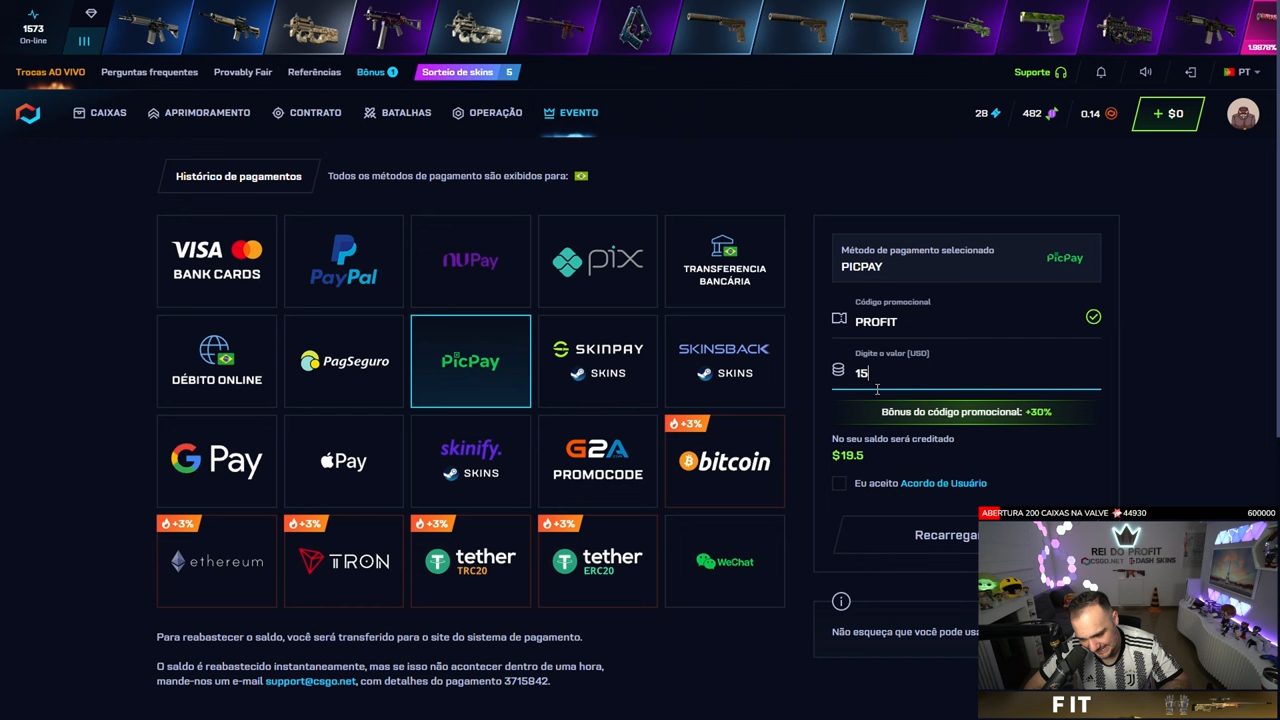 1573
On-line
1.9878%
Trocas AO VIVO
Perguntas frequentes
Provably Fair
Referências
Bônus 1
Sorteio de skins 5
Suporte
PT
CAIXAS
APRIMORAMENTO
CONTRATO
BATALHAS
OPERAÇÃO
EVENTO
28
482
0.14
+ $0
Histórico de pagamentos
Todos os métodos de pagamento são exibidos para:
VISA
BANK CARDS
PayPal
nuPay
pix
TRANSFERENCIA
BANCÁRIA
DÉBITO ONLINE
PagSeguro
PicPay
SKINPAY
SKINS
SKINSBACK
SKINS
G Pay
Pay
skinify.
SKINS
G2A
PROMOCODE
+3%
bitcoin
+3%
ethereum
+3%
TRON
+3%
tether
TRC20
+3%
tether
ERC20
WeChat
Método de pagamento selecionado
PICPAY
PicPay
Código promocional
PROFIT
Digite o valor [USD]
15
Bônus do código promocional: +30%
No seu saldo será creditado
$19.5
Eu aceito Acordo de Usuário
Recarrega
Não esqueça que você pode usa
Para reabastecer o saldo, você será transferido para o site do sistema de pagamento.
O saldo é reabastecido instantaneamente, mas se isso não acontecer dentro de uma hora,
mande-nos um e-mail support@csgo.net, com detalhes do pagamento 3715842.
ABERTURA 200 CAIXAS NA VALVE 44930
600000
REI DO PROFIT
CSGO.NET DASH SKINS
FIT